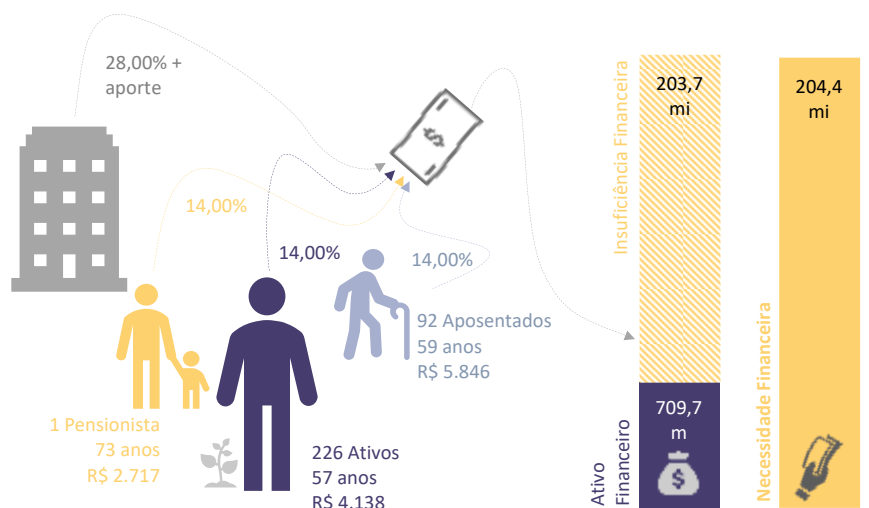 28,00% +
aporte
14,00%
14,00%
14,00%
92 Aposentados
59 anos
R$ 5.846
1 Pensionista
73 anos
R$ 2.717
226 Ativos
57 anos
R$ 4.138
Insuficiência Financeira
203,7
mi
Ativo
Financeiro
709,7
m
$
$
Necessidade Financeira
204,4
mi